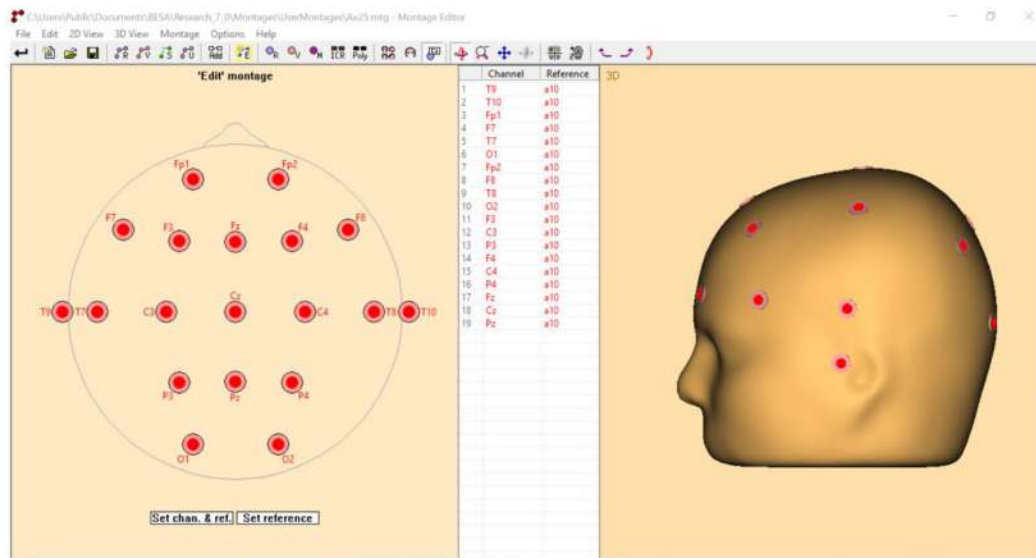 C:\Users\Public\Documents\BESA\Research_7_0\Montages\UserMontages\Av25.mtg - Montage Editor
File Edit 2D View 3D View Montage Options Help
'Edit' montage
Fp1 Fp2
F7 F3 Fz F4 F8
T9 T7 C3 Cz C4 T8 T10
P3 Pz P4
O1 O2
Set chan. & ref. Set reference
Channel Reference
1 T9 a10
2 T10 a10
3 Fp1 a10
4 F7 a10
5 T7 a10
6 O1 a10
7 Fp2 a10
8 F8 a10
9 T8 a10
10 O2 a10
11 F3 a10
12 C3 a10
13 P3 a10
14 F4 a10
15 C4 a10
16 P4 a10
17 Fz a10
18 Cz a10
19 Pz a10
3D